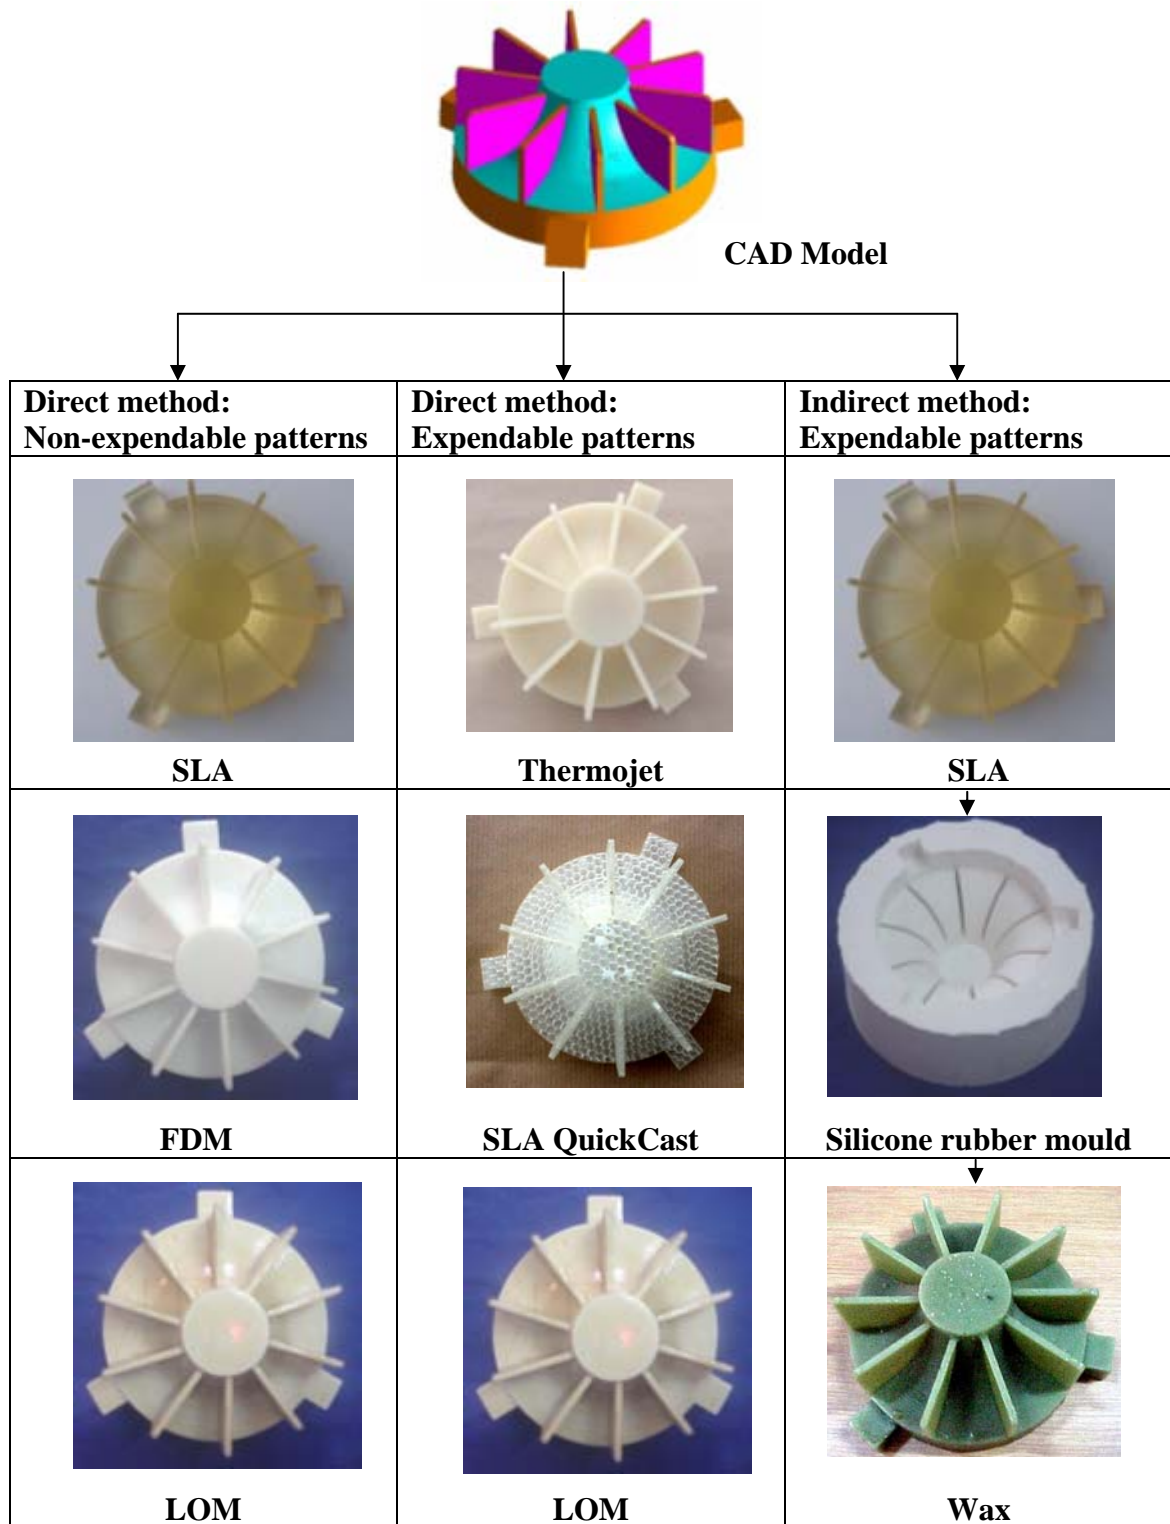 CAD Model
Direct method:
Non-expendable patterns
Direct method:
Expendable patterns
Indirect method:
Expendable patterns
SLA
Thermojet
SLA
FDM
SLA QuickCast
Silicone rubber mould
LOM
LOM
Wax